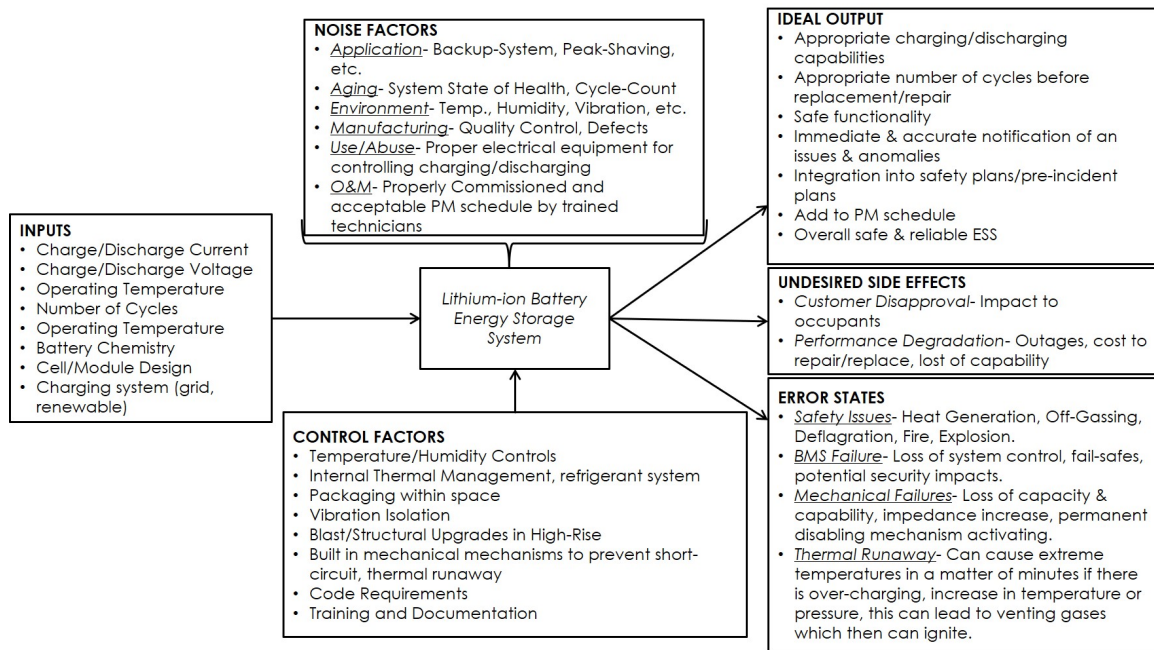 NOISE FACTORS
• Application- Backup-System, Peak-Shaving,
etc.
• Aging- System State of Health, Cycle-Count
• Environment- Temp., Humidity, Vibration, etc.
• Manufacturing- Quality Control, Defects
• Use/Abuse- Proper electrical equipment for
controlling charging/discharging
• O&M- Properly Commissioned and
acceptable PM schedule by trained
technicians
INPUTS
• Charge/Discharge Current
• Charge/Discharge Voltage
• Operating Temperature
• Number of Cycles
• Operating Temperature
• Battery Chemistry
• Cell/Module Design
• Charging system (grid,
renewable)
Lithium-ion Battery
Energy Storage
System
CONTROL FACTORS
• Temperature/Humidity Controls
• Internal Thermal Management, refrigerant system
• Packaging within space
• Vibration Isolation
• Blast/Structural Upgrades in High-Rise
• Built in mechanical mechanisms to prevent short-
circuit, thermal runaway
• Code Requirements
• Training and Documentation
IDEAL OUTPUT
• Appropriate charging/discharging
capabilities
• Appropriate number of cycles before
replacement/repair
• Safe functionality
• Immediate & accurate notification of an
issues & anomalies
• Integration into safety plans/pre-incident
plans
• Add to PM schedule
• Overall safe & reliable ESS
UNDESIRED SIDE EFFECTS
• Customer Disapproval- Impact to
occupants
• Performance Degradation- Outages, cost to
repair/replace, lost of capability
ERROR STATES
• Safety Issues- Heat Generation, Off-Gassing,
Deflagration, Fire, Explosion.
• BMS Failure- Loss of system control, fail-safes,
potential security impacts.
• Mechanical Failures- Loss of capacity &
capability, impedance increase, permanent
disabling mechanism activating.
• Thermal Runaway- Can cause extreme
temperatures in a matter of minutes if there
is over-charging, increase in temperature or
pressure, this can lead to venting gases
which then can ignite.